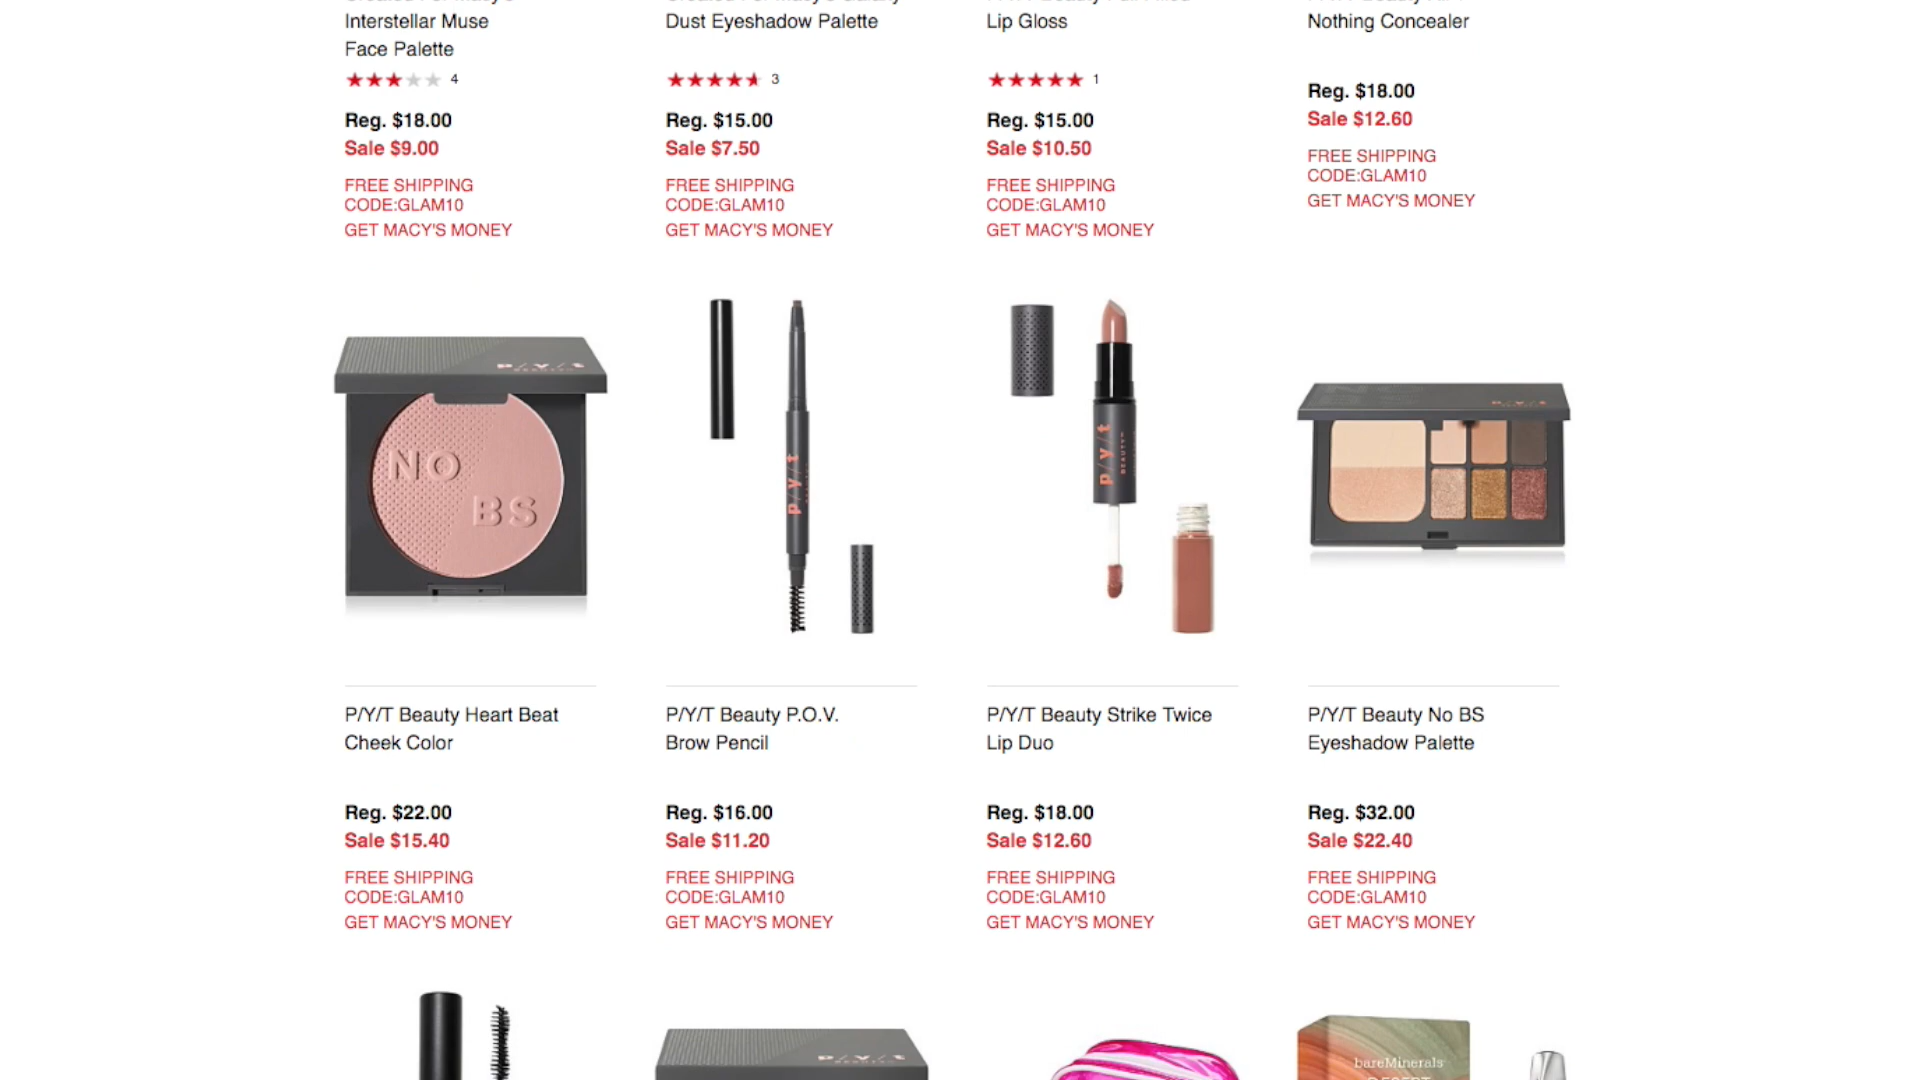 Interstellar Muse
Face Palette
4
Reg. $18.00
Sale $9.00
FREE SHIPPING
CODE:GLAM10
GET MACY'S MONEY
Dust Eyeshadow Palette
3
Reg. $15.00
Sale $7.50
FREE SHIPPING
CODE:GLAM10
GET MACY'S MONEY
Lip Gloss
1
Reg. $15.00
Sale $10.50
FREE SHIPPING
CODE:GLAM10
GET MACY'S MONEY
Nothing Concealer
Reg. $18.00
Sale $12.60
FREE SHIPPING
CODE:GLAM10
GET MACY'S MONEY
p/y/t
NO
BS
P/Y/T Beauty Heart Beat
Cheek Color
Reg. $22.00
Sale $15.40
FREE SHIPPING
CODE:GLAM10
GET MACY'S MONEY
p/y/t
P/Y/T Beauty P.O.V.
Brow Pencil
Reg. $16.00
Sale $11.20
FREE SHIPPING
CODE:GLAM10
GET MACY'S MONEY
p/y/t
BEAUTY
P/Y/T Beauty Strike Twice
Lip Duo
Reg. $18.00
Sale $12.60
FREE SHIPPING
CODE:GLAM10
GET MACY'S MONEY
p/y/t
P/Y/T Beauty No BS
Eyeshadow Palette
Reg. $32.00
Sale $22.40
FREE SHIPPING
CODE:GLAM10
GET MACY'S MONEY
p/y/t
bareMinerals